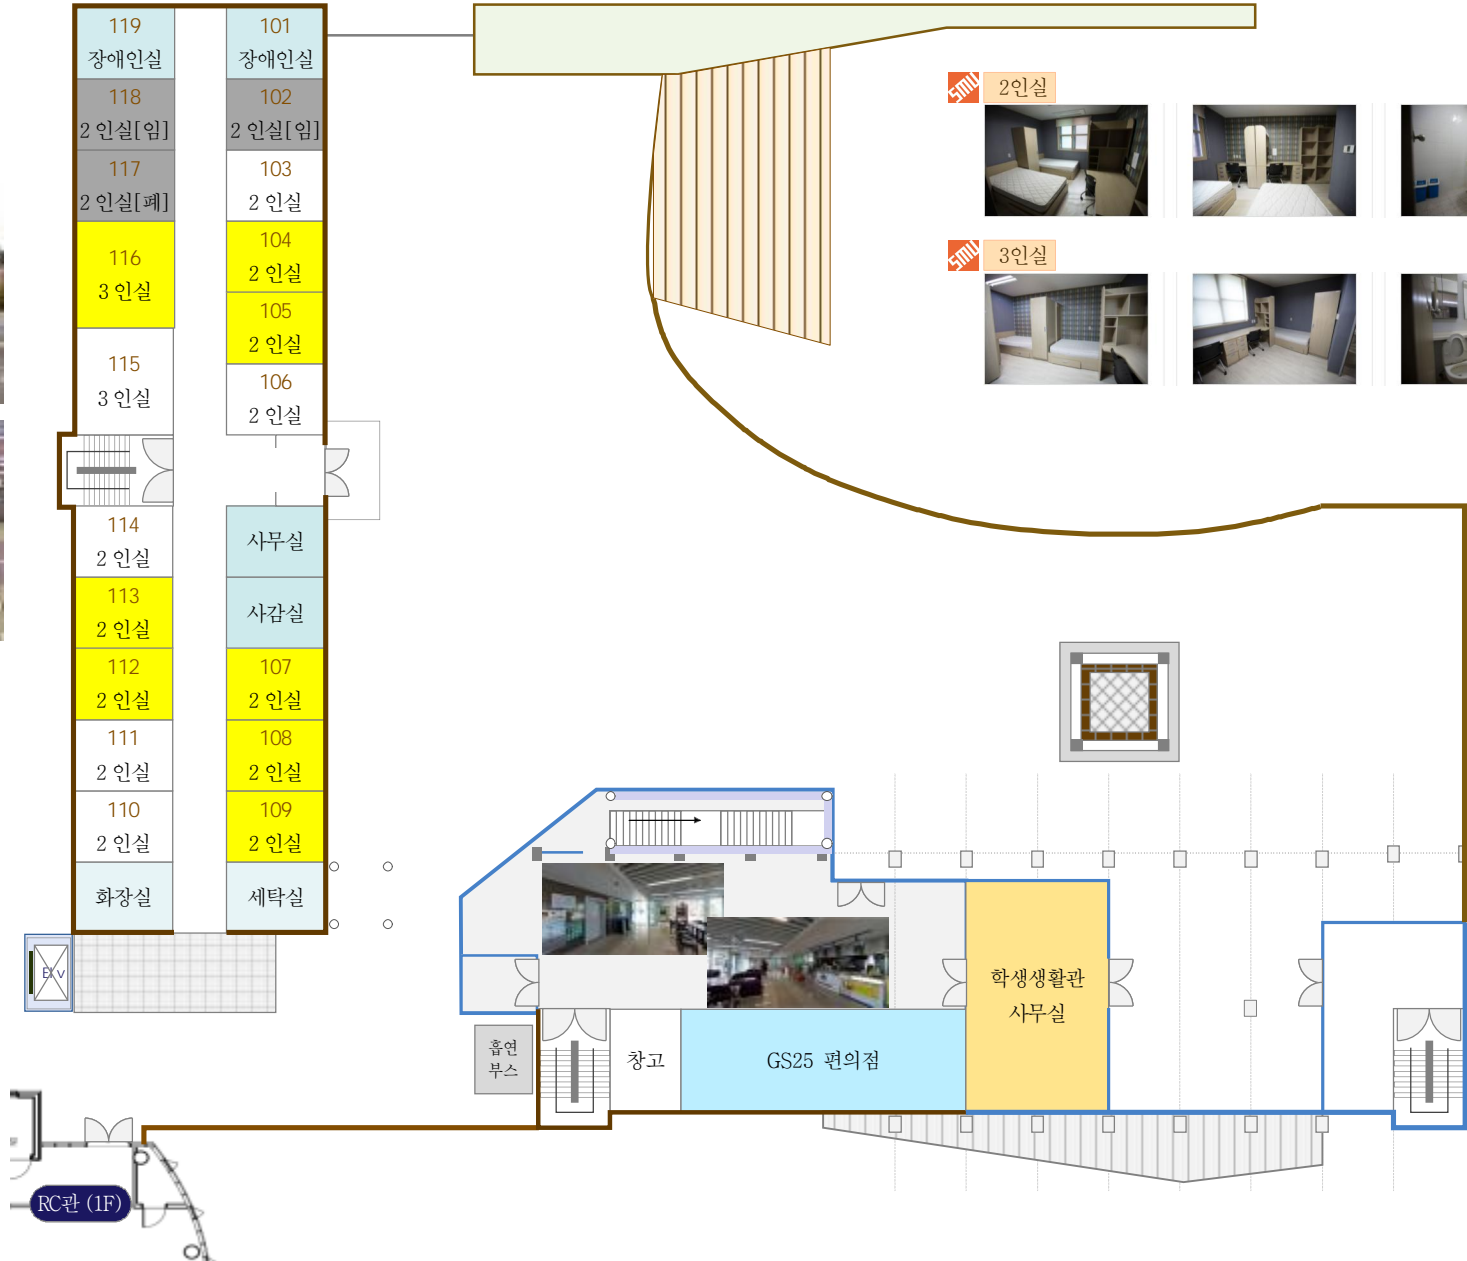 119
장애인실
118
2 인실[임]
117
2 인실[폐]
116
3 인실
115
3 인실
114
2 인실
113
2 인실
112
2 인실
111
2 인실
110
2 인실
화장실
101
장애인실
102
2 인실[임]
103
2 인실
104
2 인실
105
2 인실
106
2 인실
사무실
사감실
107
2 인실
108
2 인실
109
2 인실
세탁실
SMU 2인실
SMU 3인실
흡연
부스
창고
GS25 편의점
학생생활관
사무실
RC관 (1F)